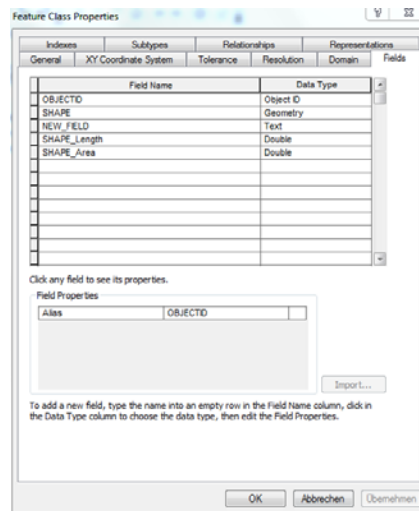 Feature Class Properties
Indexes Subtypes Relationships Representations
General XY Coordinate System Tolerance Resolution Domain Fields
Field Name Data Type
OBJECTID Object ID
SHAPE Geometry
NEW_FIELD Text
SHAPE_Length Double
SHAPE_Area Double
Click any field to see its properties.
Field Properties
Alias OBJECTID
Import...
To add a new field, type the name into an empty row in the Field Name column, click in
the Data Type column to choose the data type, then edit the Field Properties.
OK Abbrechen Übernehmen